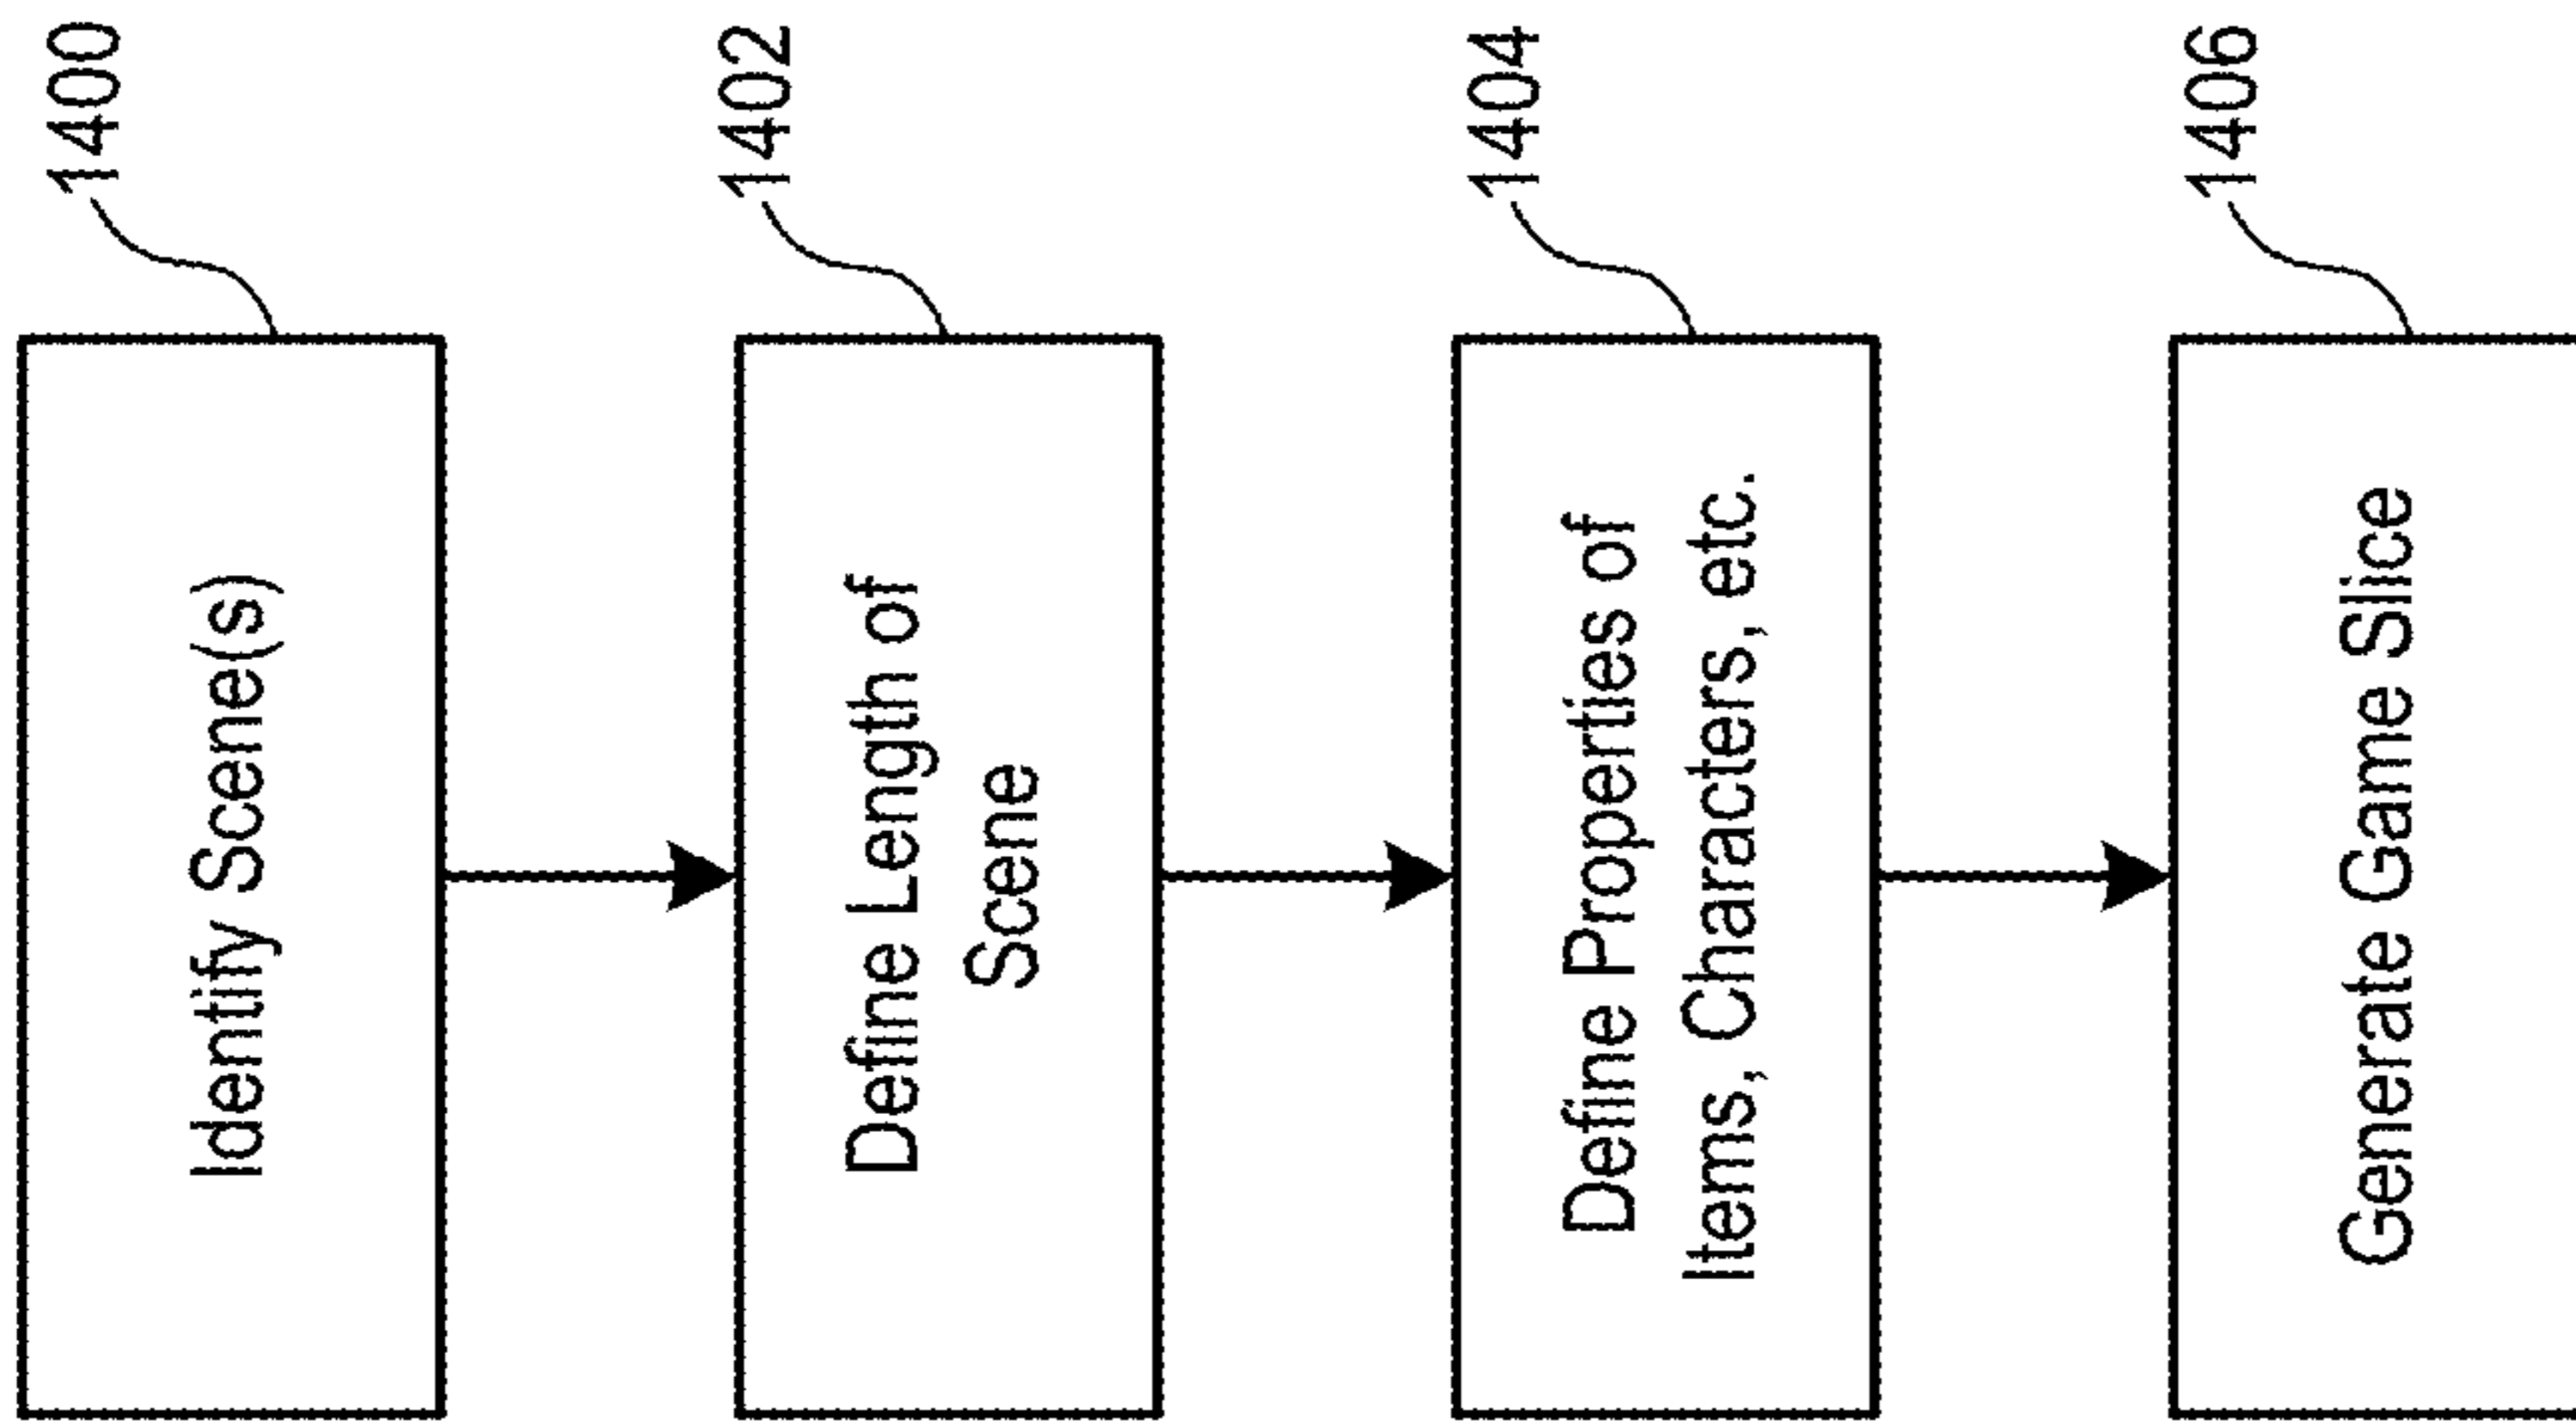 1400
Identify Scene(s)
1402
Define Length of
Scene
1404
Define Properties of
Items, Characters, etc.
1406
Generate Game Slice